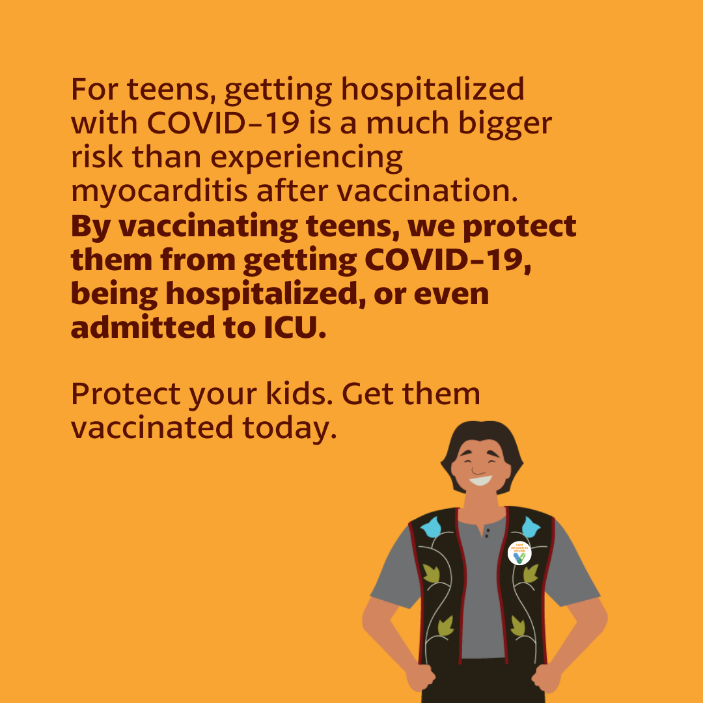 For teens, getting hospitalized
with COVID–19 is a much bigger
risk than experiencing
myocarditis after vaccination.
By vaccinating teens, we protect
them from getting COVID–19,
being hospitalized, or even
admitted to ICU.
Protect your kids. Get them
vaccinated today.